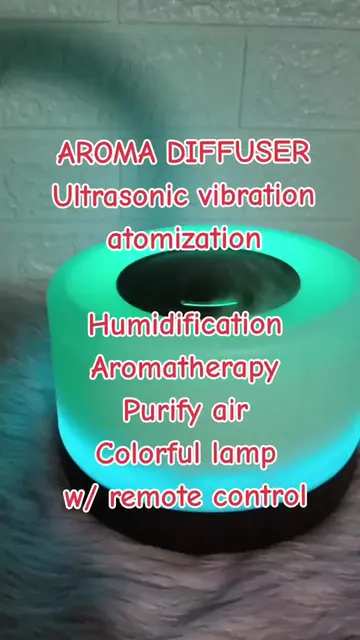 AROMA DIFFUSER
Ultrasonic vibration
atomization
Humidification
Aromatherapy
Purify air
Colorful lamp
w/ remote control